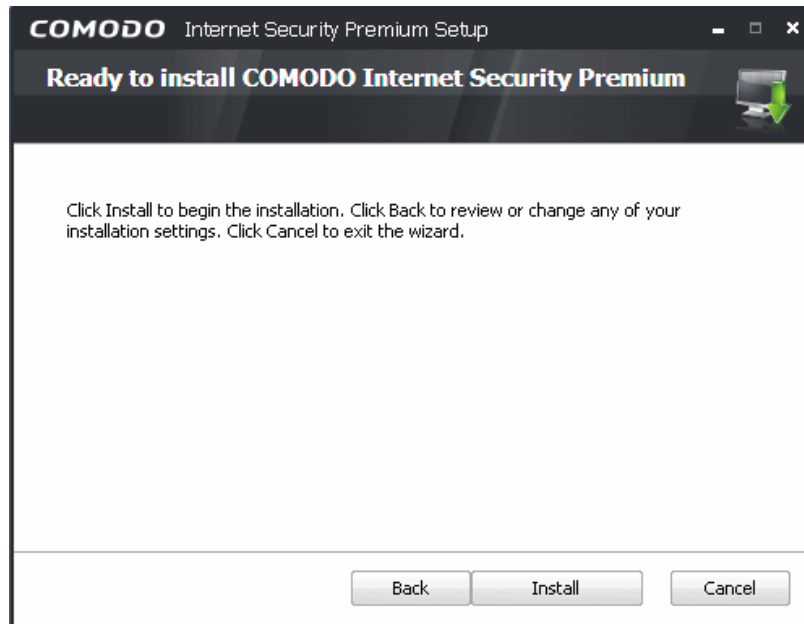 COMODO Internet Security Premium Setup
Ready to install COMODO Internet Security Premium
Click Install to begin the installation. Click Back to review or change any of your
installation settings. Click Cancel to exit the wizard.
Back Install Cancel